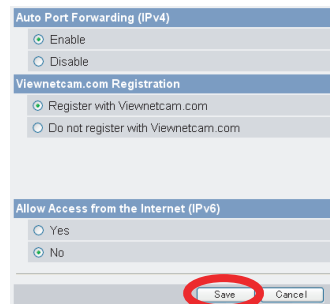 Auto Port Forwarding (IPv4)
Enable
Disable
Viewnetcam.com Registration
Register with Viewnetcam.com
Do not register with Viewnetcam.com
Allow Access from the Internet (IPv6)
Yes
No
Save Cancel